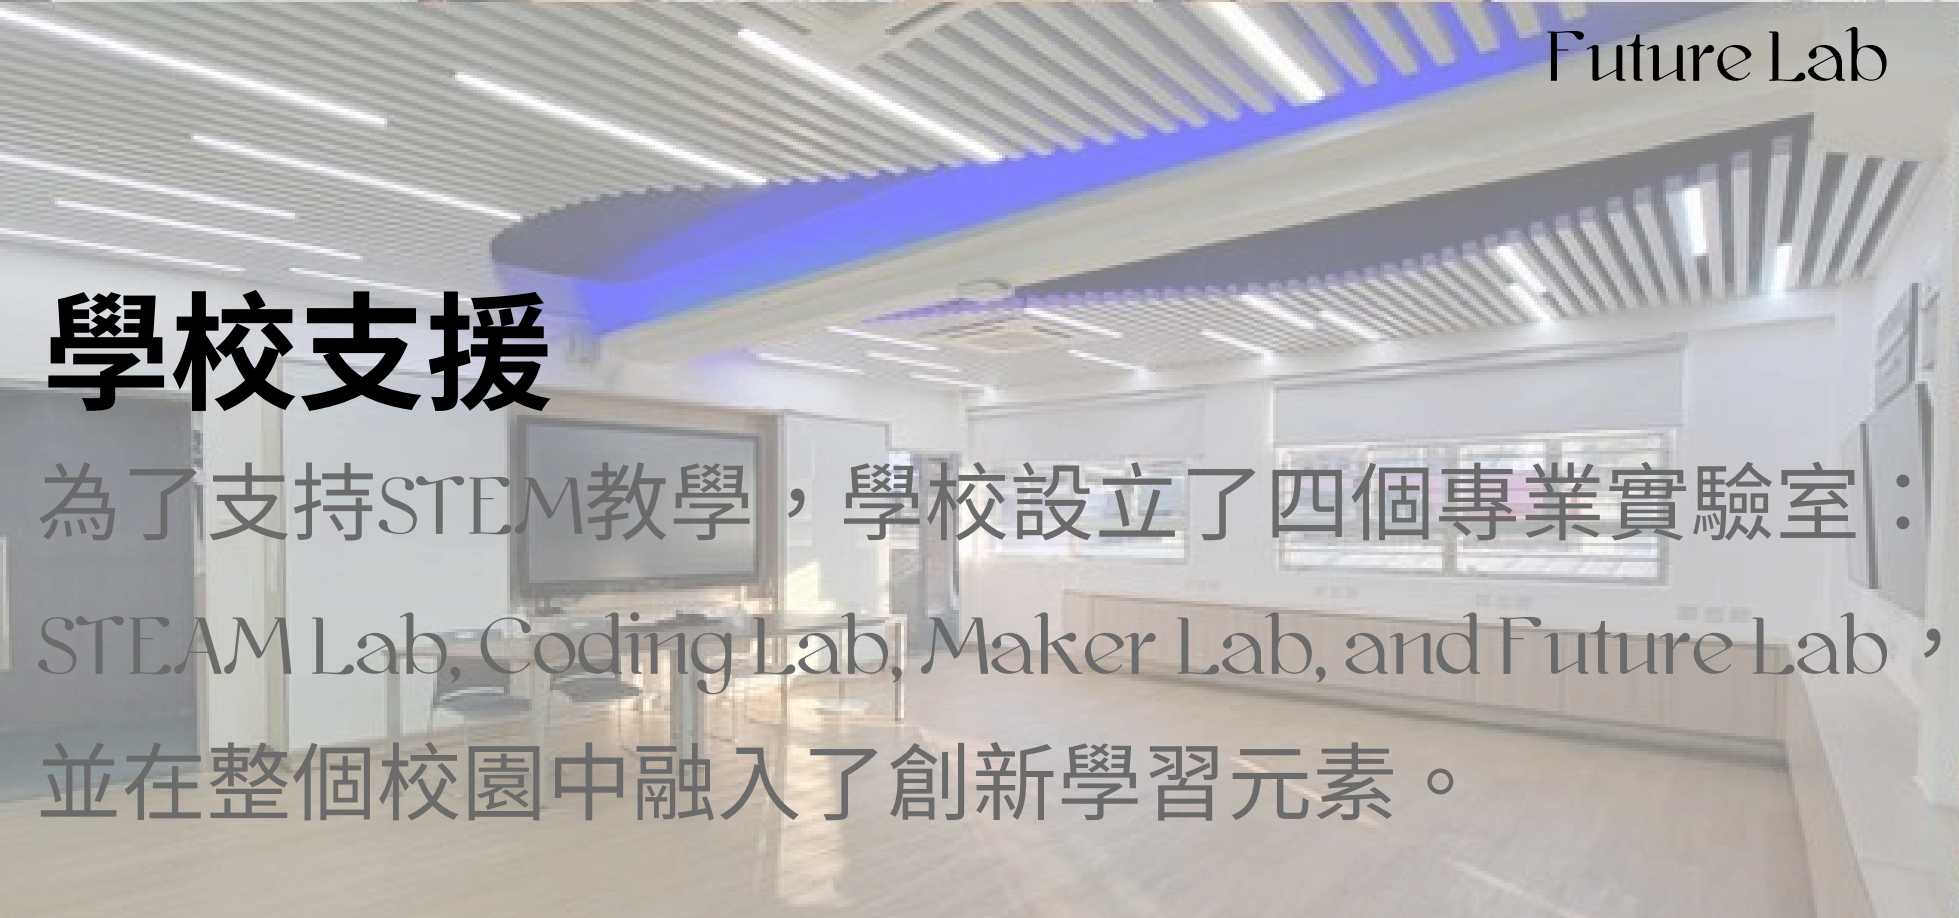 Future Lab
學校支援
為了支持STEM教學，學校設立了四個專業實驗室：
STEAM Lab, Coding Lab, Maker Lab, and Future Lab，
並在整個校園中融入了創新學習元素。